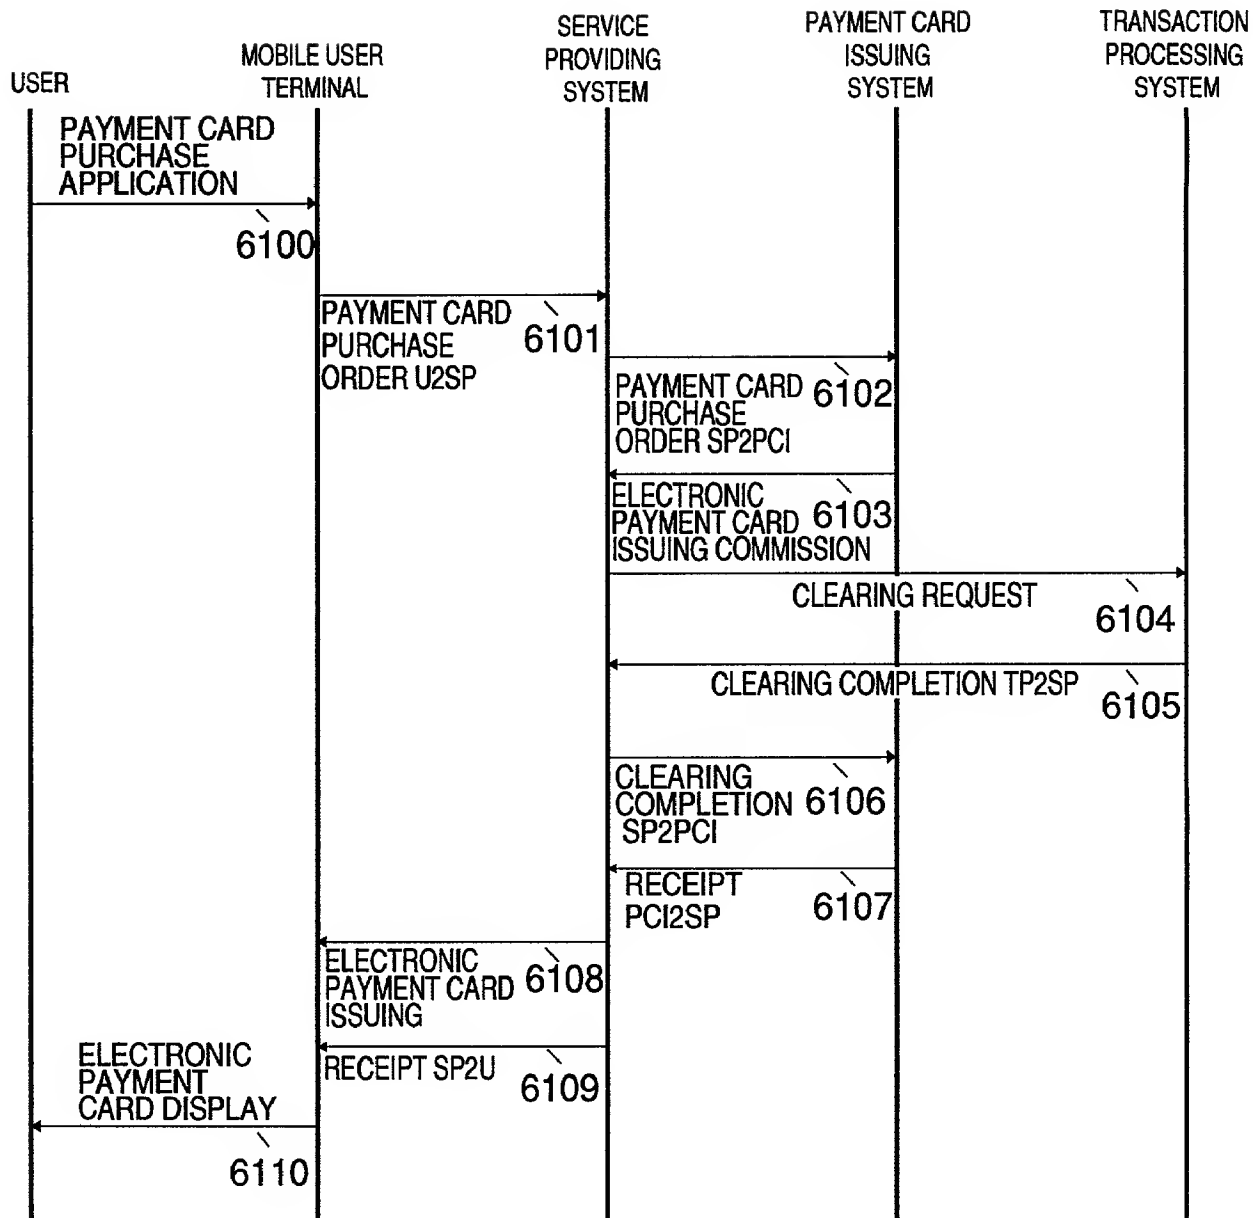 USER
MOBILE USER
TERMINAL
SERVICE
PROVIDING
SYSTEM
PAYMENT CARD
ISSUING
SYSTEM
TRANSACTION
PROCESSING
SYSTEM
PAYMENT CARD
PURCHASE
APPLICATION
6100
PAYMENT CARD
PURCHASE
ORDER U2SP
6101
PAYMENT CARD
PURCHASE
ORDER SP2PCI
6102
ELECTRONIC
PAYMENT CARD
ISSUING COMMISSION
6103
CLEARING REQUEST
6104
CLEARING COMPLETION TP2SP
6105
CLEARING
COMPLETION
SP2PCI
6106
RECEIPT
PCI2SP
6107
ELECTRONIC
PAYMENT CARD
ISSUING
6108
RECEIPT SP2U
6109
ELECTRONIC
PAYMENT
CARD DISPLAY
6110